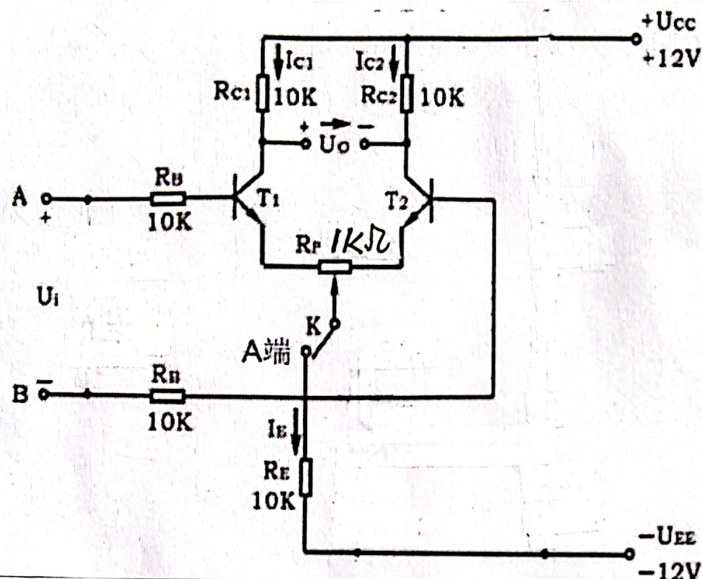 +Ucc
+12V
Ic1
Ic2
Rc1
10K
Rc2
10K
+
−
Uo
A
+
RB
10K
T1
T2
RP
1KΩ
Ui
K
A端
B
−
RB
10K
IE
RE
10K
-UEE
-12V